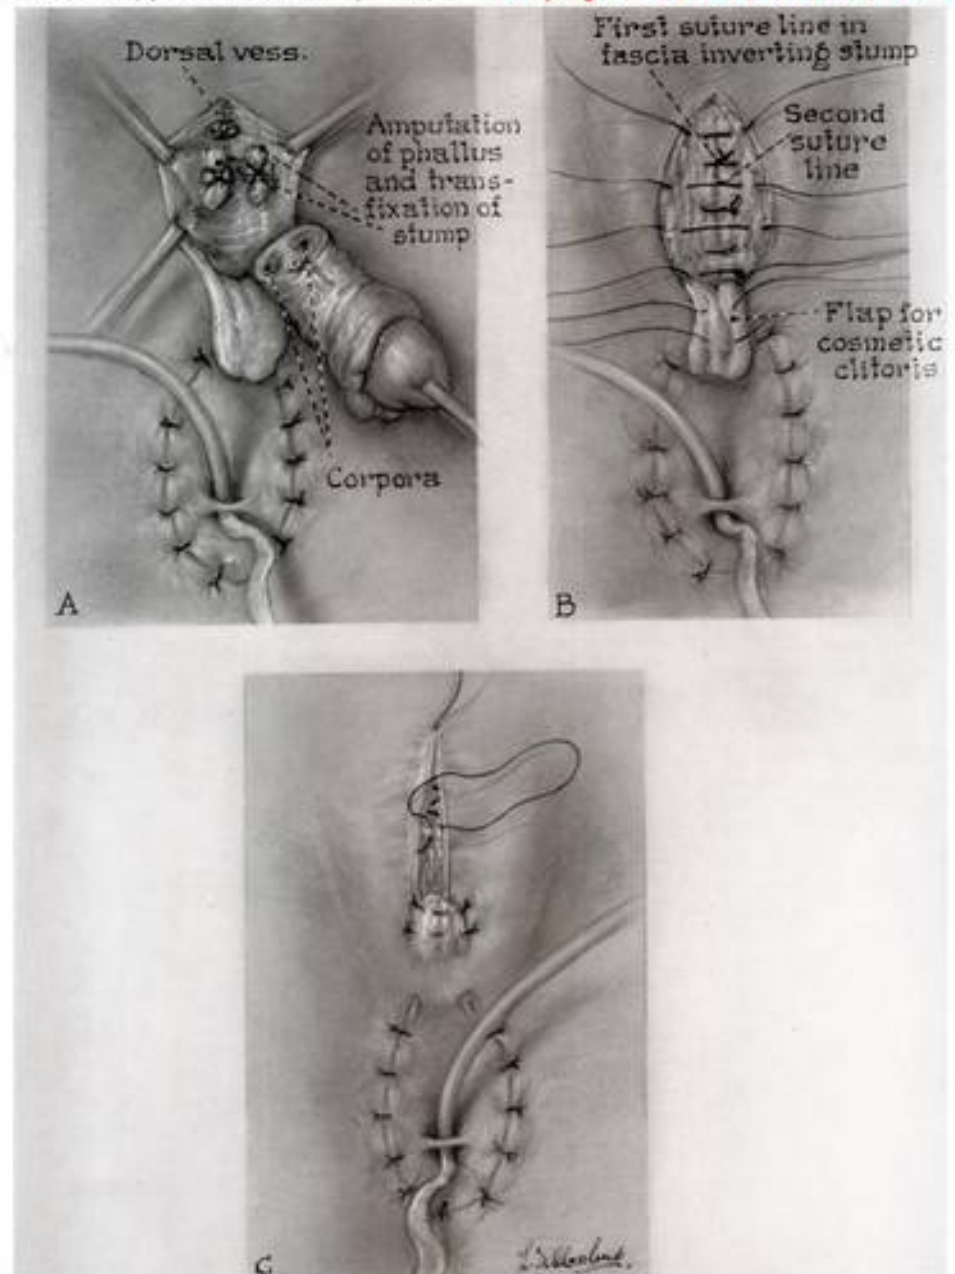 Dorsal vess.
Amputation
of phallus
and trans-
fixation of
stump
Corpora
A
First suture line in
fascia inverting stump
Second
suture
line
Flap for
cosmetic
clitoris
B
C